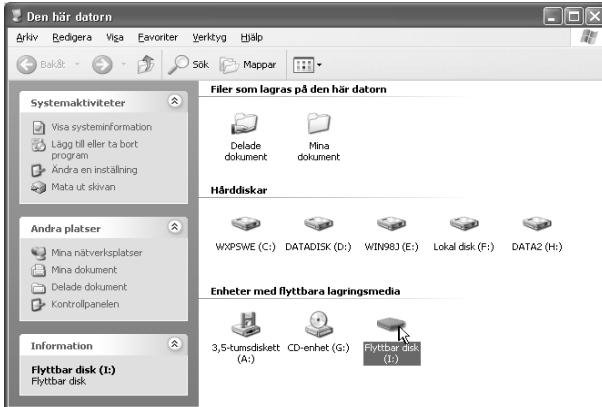 Den här datorn
Arkiv Redigera Visa Favoriter Verktyg Hjälp
Bakåt Sök Mappar
Systemaktiviteter
Visa systeminformation
Lägg till eller ta bort
program
Ändra en inställning
Mata ut skivan
Andra platser
Mina nätverksplatser
Mina dokument
Delade dokument
Kontrollpanelen
Information
Flyttbar disk (I:)
Flyttbar disk
Filer som lagras på den här datorn
Delade
dokument
Mina
dokument
Hårddiskar
WXPSWE (C:) DATADISK (D:) WIN98J (E:) Lokal disk (F:) DATA2 (H:)
Enheter med flyttbara lagringsmedia
3,5-tumsdiskett
(A:)
CD-enhet (G:)
Flyttbar disk
(I:)